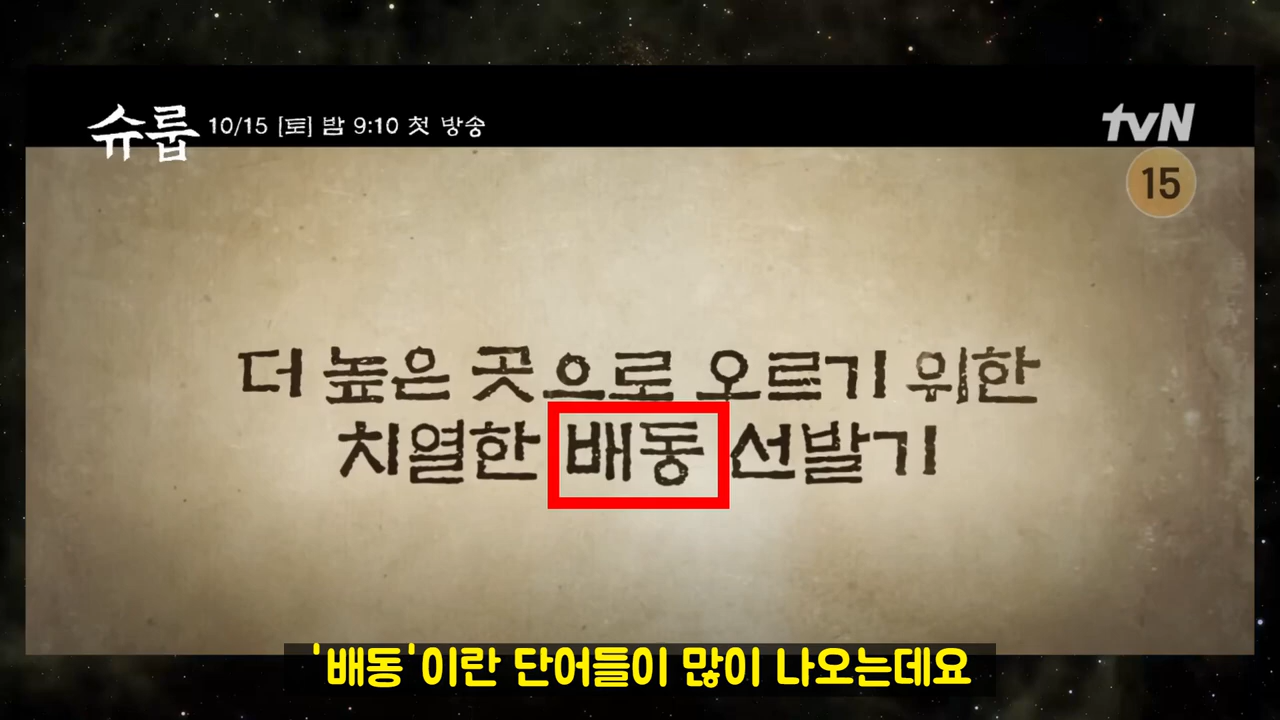 슈룹 10/15 [토] 밤 9:10 첫 방송
tvN
15
더 높은 곳으로 오르기 위한
치열한 배동 선발기
'배동'이란 단어들이 많이 나오는데요